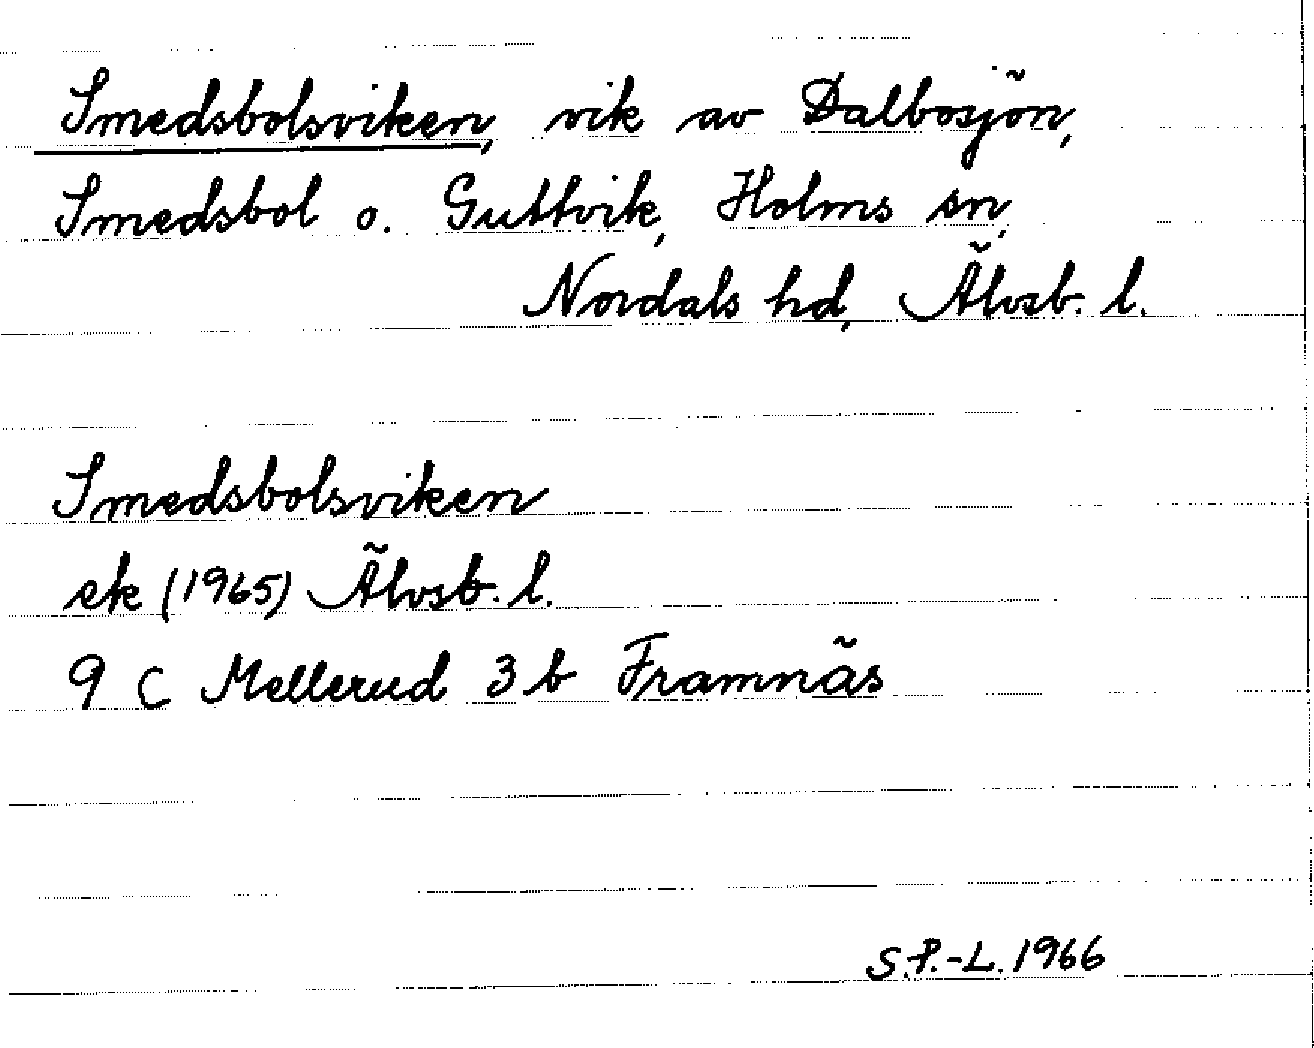 Smedsbolsviken, vik av Dalbosjön,
Smedsbol o. Guttvik, Holms sn,
Nordals hd, Älvsb. l.
Smedsbolsviken
ek (1965) Älvsb. l.
9 C Mellerud 3 b Framnäs
S.P.-L. 1966